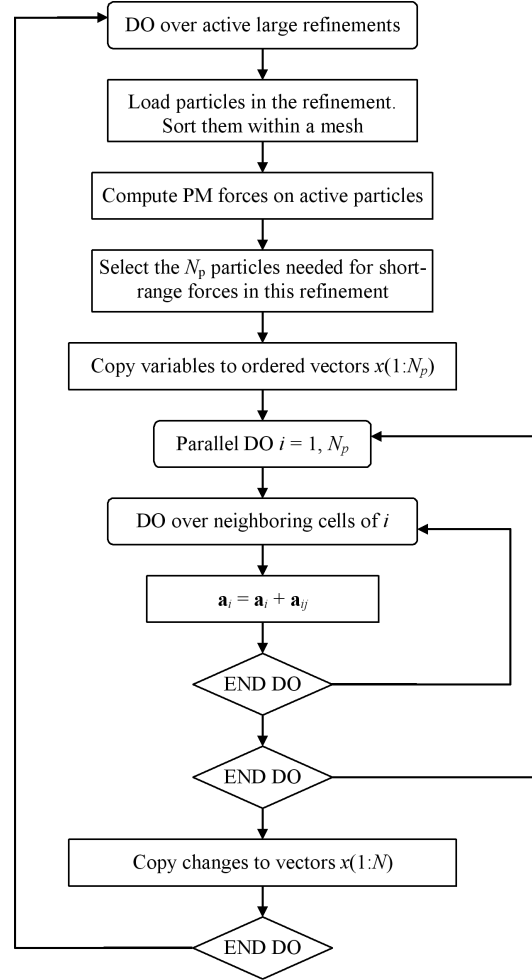 DO over active large refinements
Load particles in the refinement.
Sort them within a mesh
Compute PM forces on active particles
Select the Np particles needed for short-
range forces in this refinement
Copy variables to ordered vectors x(1:Np)
Parallel DO i = 1, Np
DO over neighboring cells of i
ai = ai + aij
END DO
END DO
Copy changes to vectors x(1:N)
END DO